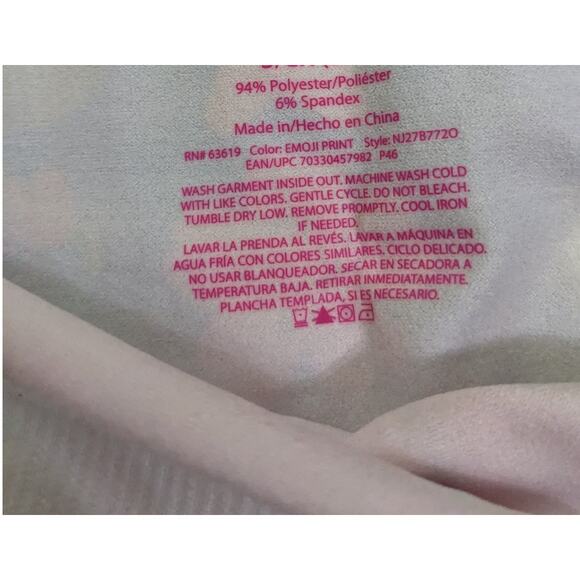 94% Polyester/Poliéster
6% Spandex
Made in/Hecho en China
RN# 63619 Color: EMOJI PRINT Style: NJ27B772O
EAN/UPC 70330457982 P46
WASH GARMENT INSIDE OUT. MACHINE WASH COLD
WITH LIKE COLORS. GENTLE CYCLE. DO NOT BLEACH.
TUMBLE DRY LOW. REMOVE PROMPTLY. COOL IRON
IF NEEDED.
LAVAR LA PRENDA AL REVÉS. LAVAR A MÁQUINA EN
AGUA FRÍA CON COLORES SIMILARES. CICLO DELICADO.
NO USAR BLANQUEADOR. SECAR EN SECADORA A
TEMPERATURA BAJA. RETIRAR INMEDIATAMENTE.
PLANCHA TEMPLADA, SI ES NECESARIO.